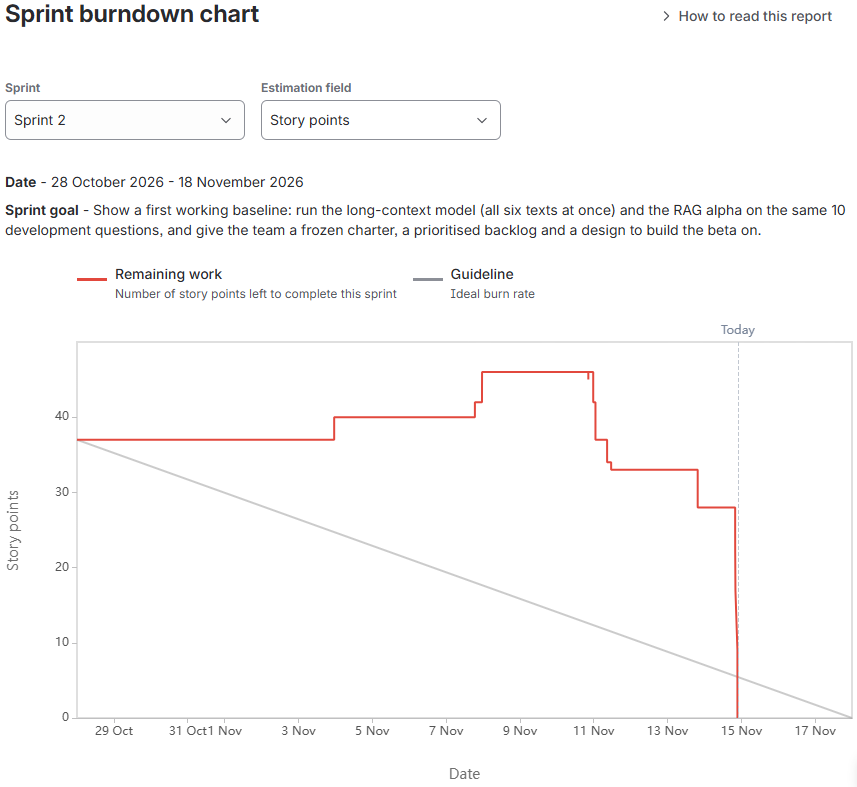 Sprint burndown chart
How to read this report
Sprint
Estimation field
Sprint 2
Story points
Date - 28 October 2026 - 18 November 2026
Sprint goal - Show a first working baseline: run the long-context model (all six texts at once) and the RAG alpha on the same 10
development questions, and give the team a frozen charter, a prioritised backlog and a design to build the beta on.
Remaining work
Number of story points left to complete this sprint
Guideline
Ideal burn rate
Today
Story points
40
30
20
10
0
29 Oct
31 Oct
1 Nov
3 Nov
5 Nov
7 Nov
9 Nov
11 Nov
13 Nov
15 Nov
17 Nov
Date